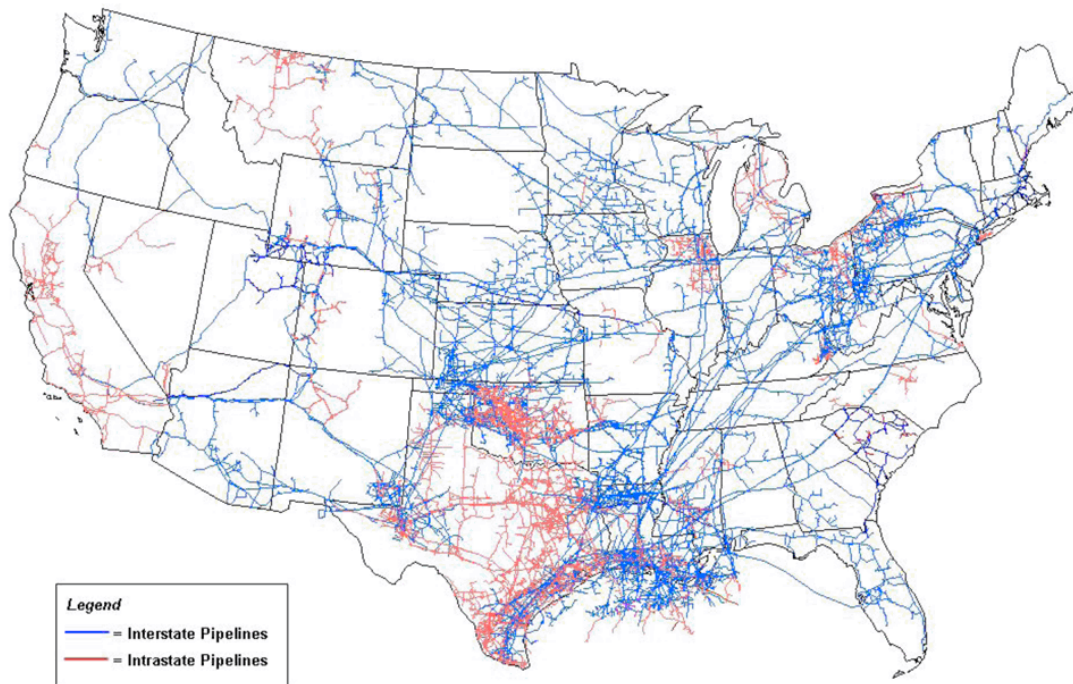 Legend
= Interstate Pipelines
= Intrastate Pipelines